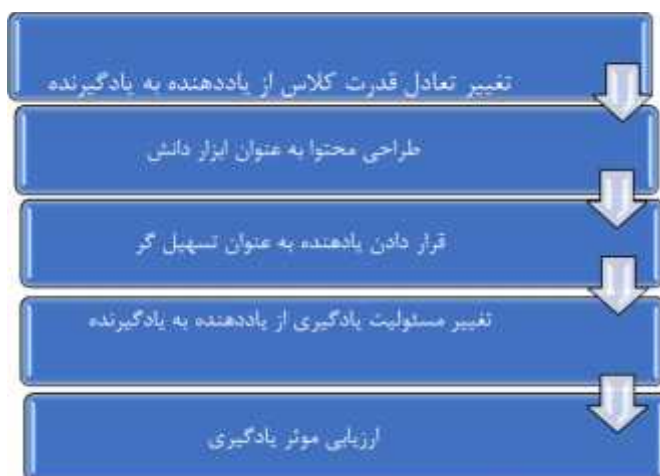 تغییر تعادل قدرت کلاس از یاددهنده به یادگیرنده
طراحی محتوا به عنوان ابزار دانش
قرار دادن یادهنده به عنوان تسهیل گر
تغییر مسئولیت یادگیری از یاددهنده به یادگیرنده
ارزیابی موثر یادگیری